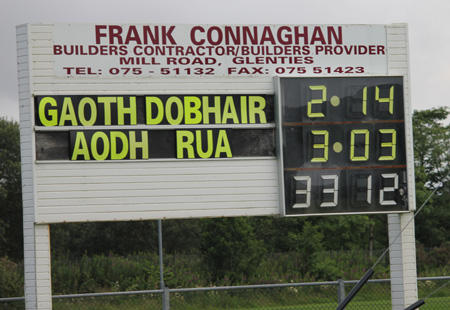 FRANK CONNAGHAN
BUILDERS CONTRACTOR/BUILDERS PROVIDER
MILL ROAD, GLENTIES
TEL: 075 - 51132 FAX: 075 51423
GAOTH DOBHAIR 2·14
AODH RUA 3·03
33 12